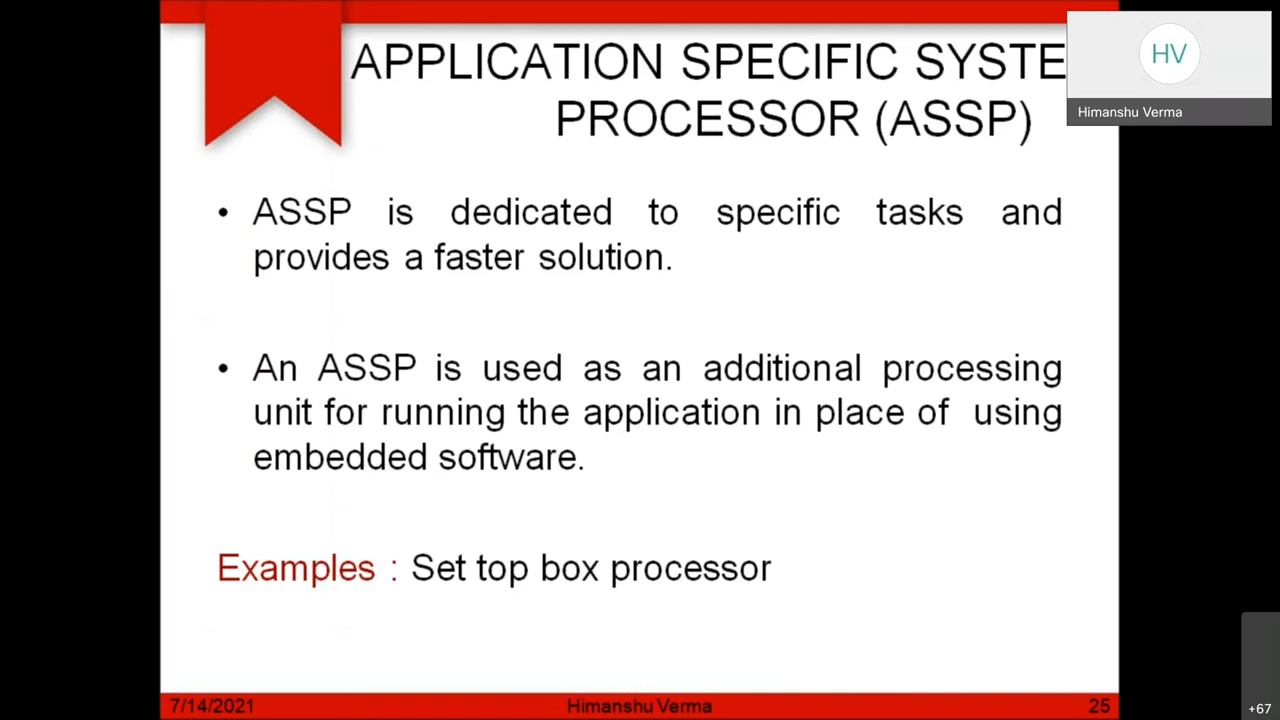 APPLICATION SPECIFIC SYSTE
PROCESSOR (ASSP)
HV
Himanshu Verma
• ASSP is dedicated to specific tasks and
provides a faster solution.
• An ASSP is used as an additional processing
unit for running the application in place of using
embedded software.
Examples : Set top box processor
7/14/2021 Himanshu Verma 25
+67